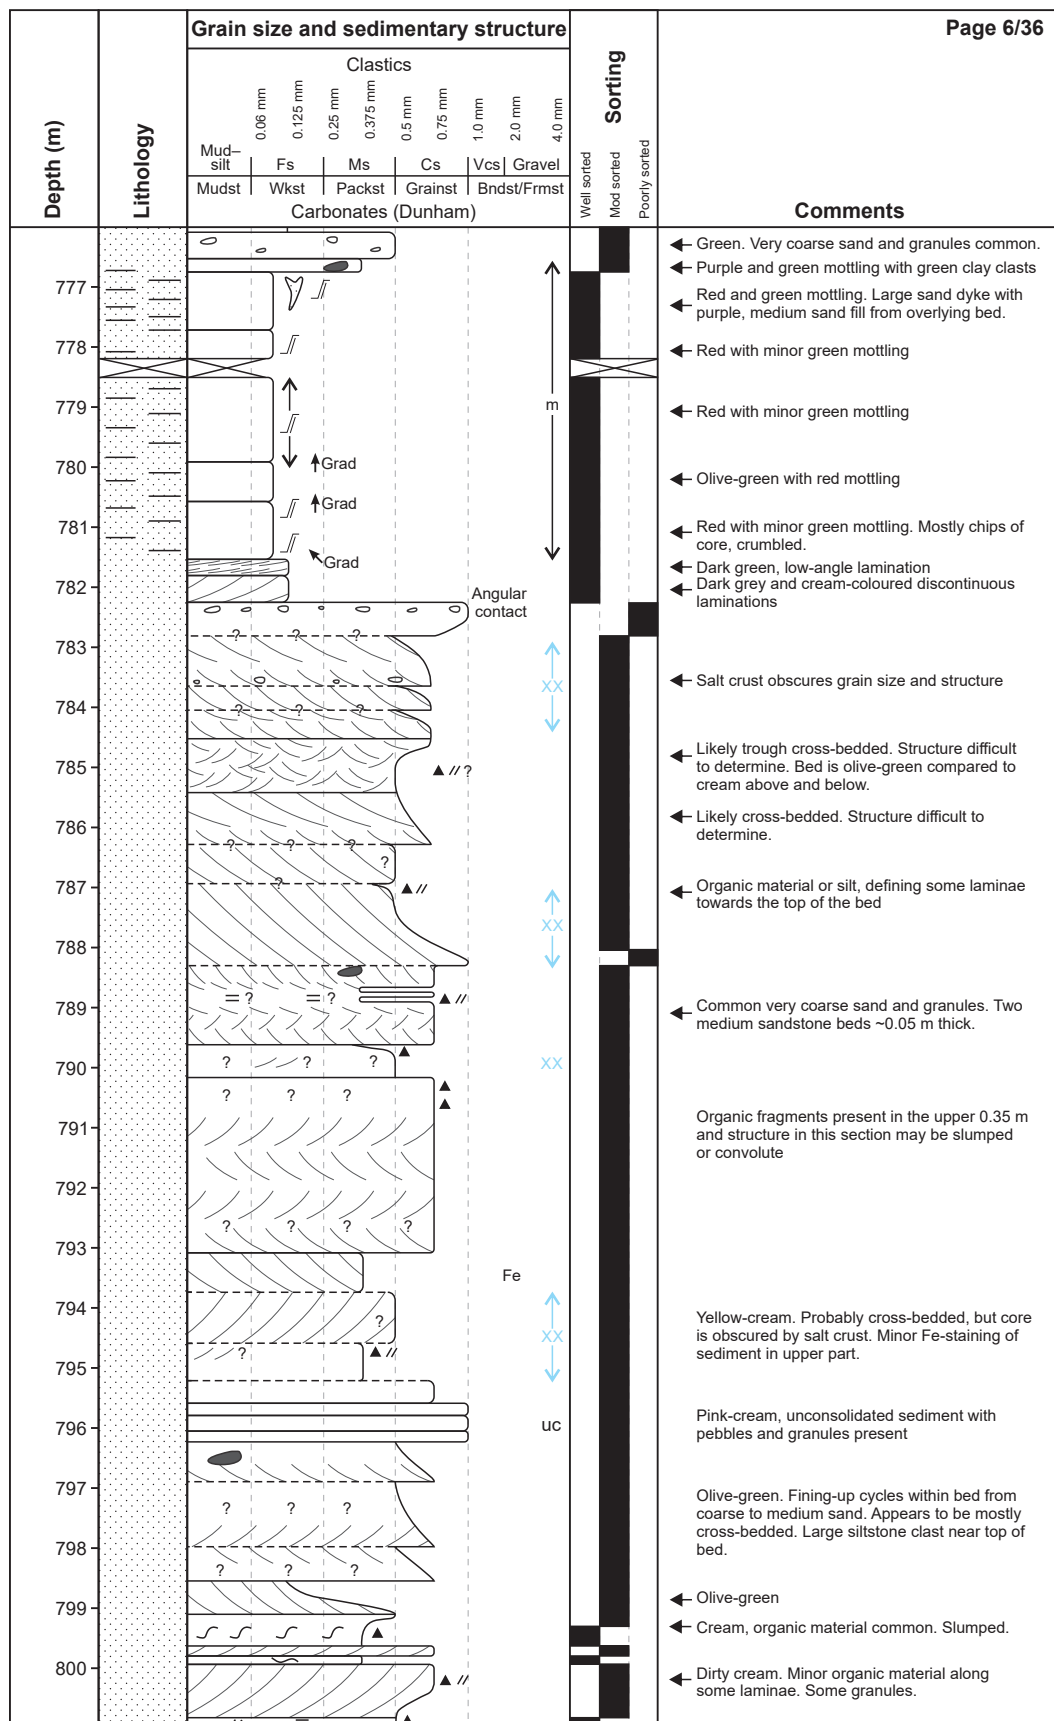 Grain size and sedimentary structure
Page 6/36
Depth (m)
Lithology
Clastics
0.06 mm
0.125 mm
0.25 mm
0.375 mm
0.5 mm
0.75 mm
1.0 mm
2.0 mm
4.0 mm
Mud–
silt
Fs
Ms
Cs
Vcs
Gravel
Mudst
Wkst
Packst
Grainst
Bndst/Frmst
Carbonates (Dunham)
Sorting
Well sorted
Mod sorted
Poorly sorted
Comments
Green. Very coarse sand and granules common.
Purple and green mottling with green clay clasts
777
Red and green mottling. Large sand dyke with
purple, medium sand fill from overlying bed.
778
Red with minor green mottling
779
m
Red with minor green mottling
780
Grad
Olive-green with red mottling
Grad
781
Red with minor green mottling. Mostly chips of
core, crumbled.
Grad
Dark green, low-angle lamination
782
Dark grey and cream-coloured discontinuous
laminations
Angular
contact
? ? ?
783
XX
Salt crust obscures grain size and structure
784
? ? ?
785
?
Likely trough cross-bedded. Structure difficult
to determine. Bed is olive-green compared to
cream above and below.
786
Likely cross-bedded. Structure difficult to
determine.
? ? ?
?
787
?
Organic material or silt, defining some laminae
towards the top of the bed
XX
788
? ?
789
Common very coarse sand and granules. Two
medium sandstone beds ~0.05 m thick.
790
? ? ?
XX
? ? ?
791
Organic fragments present in the upper 0.35 m
and structure in this section may be slumped
or convolute
792
? ? ? ?
793
Fe
794
?
XX
Yellow-cream. Probably cross-bedded, but core
is obscured by salt crust. Minor Fe-staining of
sediment in upper part.
?
795
796
uc
Pink-cream, unconsolidated sediment with
pebbles and granules present
797
? ? ?
Olive-green. Fining-up cycles within bed from
coarse to medium sand. Appears to be mostly
cross-bedded. Large siltstone clast near top of
bed.
798
? ? ?
799
Olive-green
Cream, organic material common. Slumped.
800
Dirty cream. Minor organic material along
some laminae. Some granules.